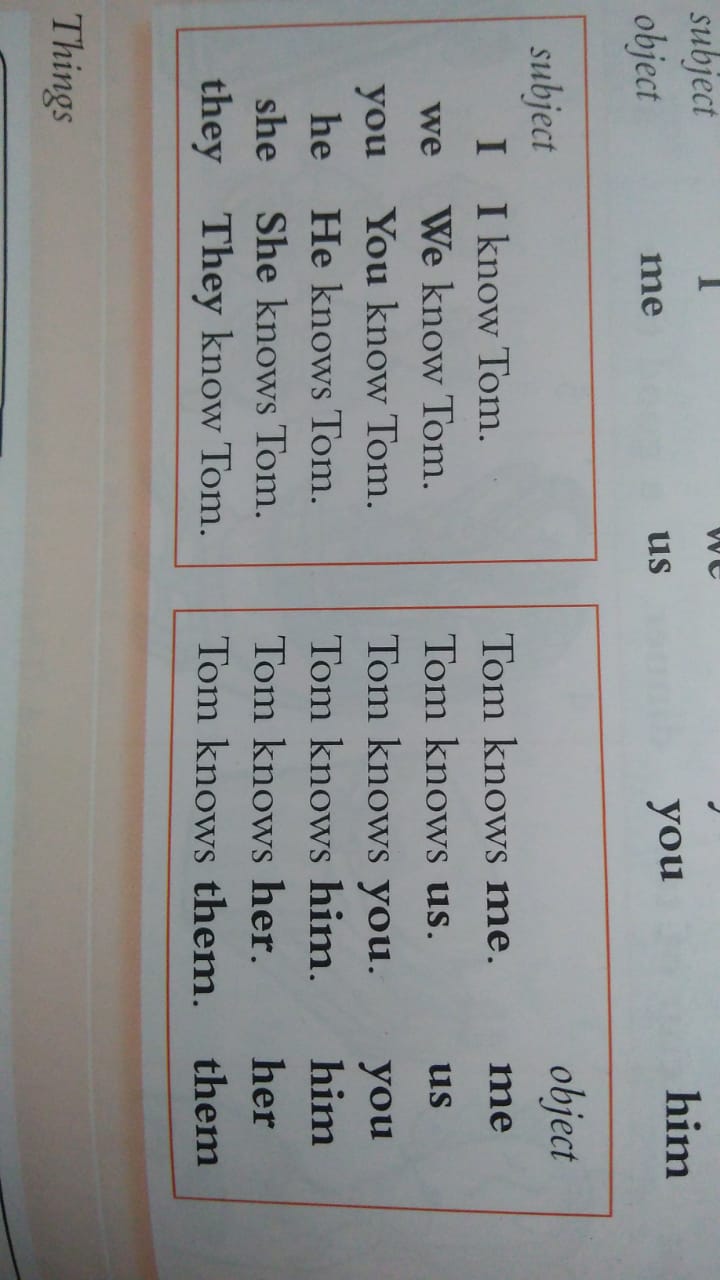 subject
object me us you him
subject
I I know Tom.
we We know Tom.
you You know Tom.
he He knows Tom.
she She knows Tom.
they They know Tom.
object
Tom knows me. me
Tom knows us. us
Tom knows you. you
Tom knows him. him
Tom knows her. her
Tom knows them. them
Things